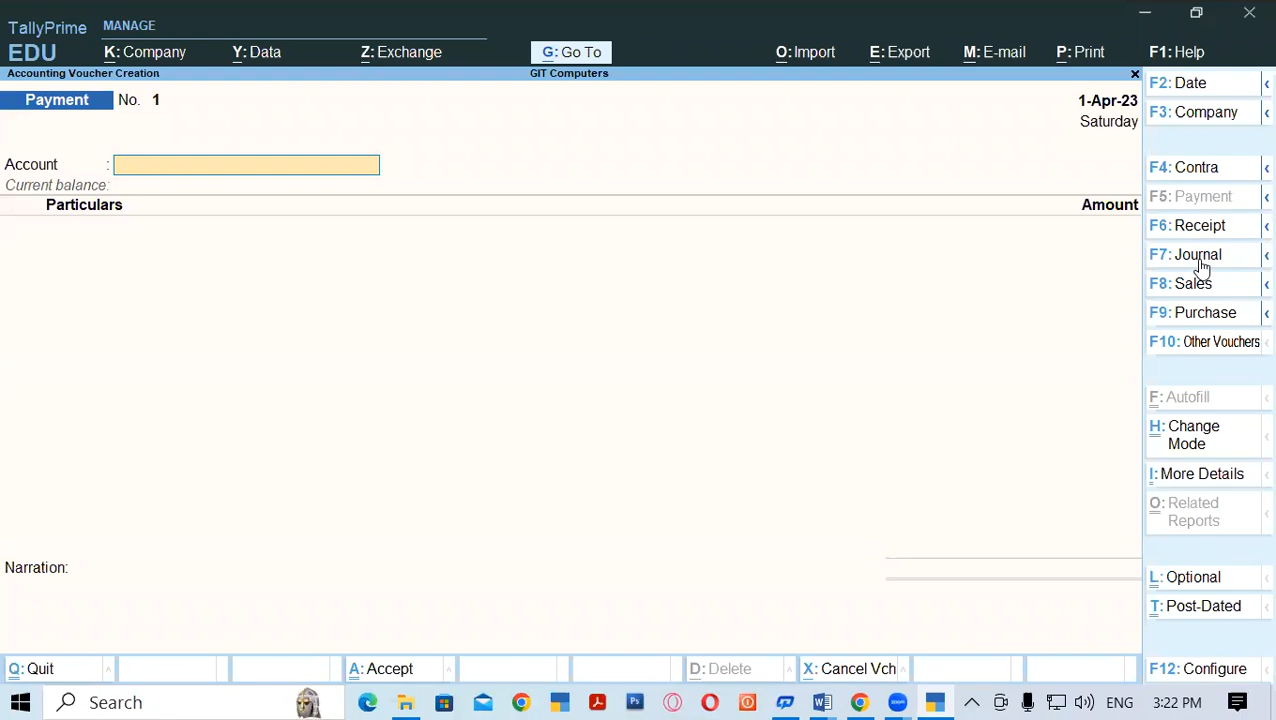 TallyPrime MANAGE
EDU K: Company Y: Data Z: Exchange G: Go To O: Import E: Export M: E-mail P: Print F1: Help
Accounting Voucher Creation GIT Computers ×
Payment No. 1 1-Apr-23
Saturday
Account :
Current balance:
Particulars Amount
Narration:
F2: Date
F3: Company
F4: Contra
F5: Payment
F6: Receipt
F7: Journal
F8: Sales
F9: Purchase
F10: Other Vouchers
F: Autofill
H: Change
Mode
I: More Details
O: Related
Reports
L: Optional
T: Post-Dated
Q: Quit A: Accept D: Delete X: Cancel Vch F12: Configure
Search ENG 3:22 PM